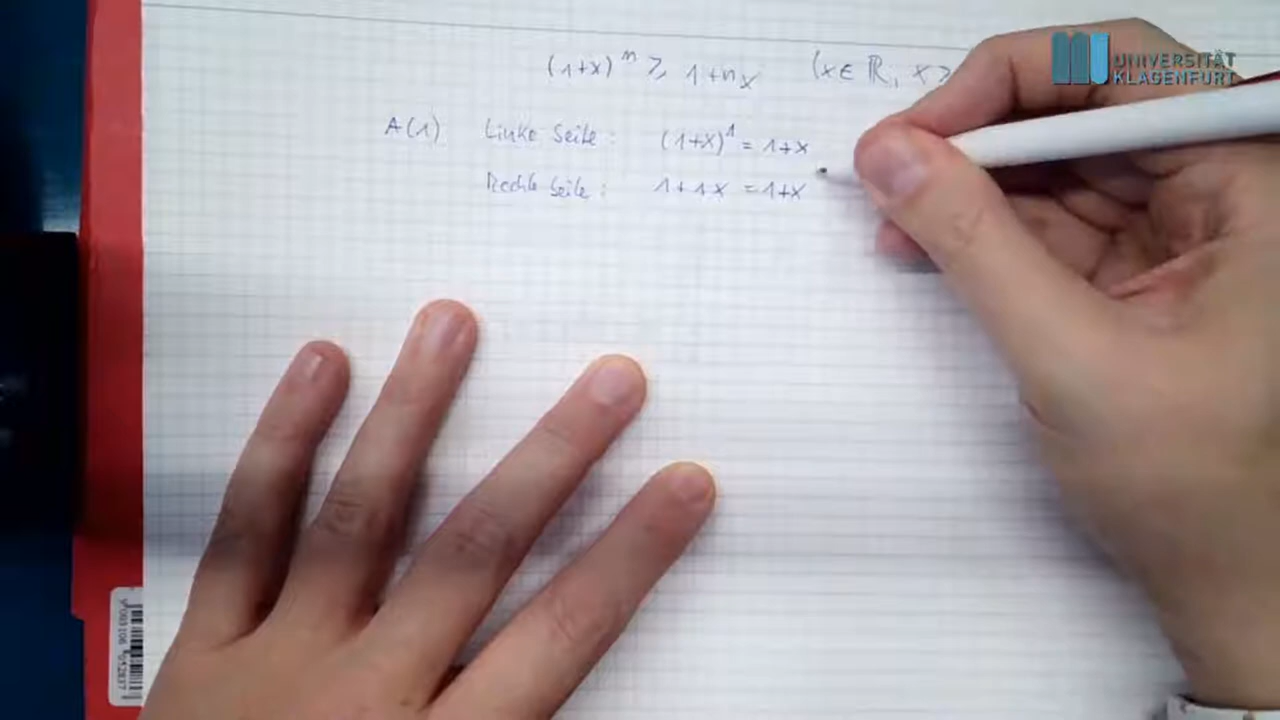 UNIVERSITÄT
KLAGENFURT
(1+x)ⁿ ≥ 1+nx (x ∈ ℝ, x ≥
A(1) Linke Seite: (1+x)¹ = 1+x
Rechte Seite: 1+1x = 1+x